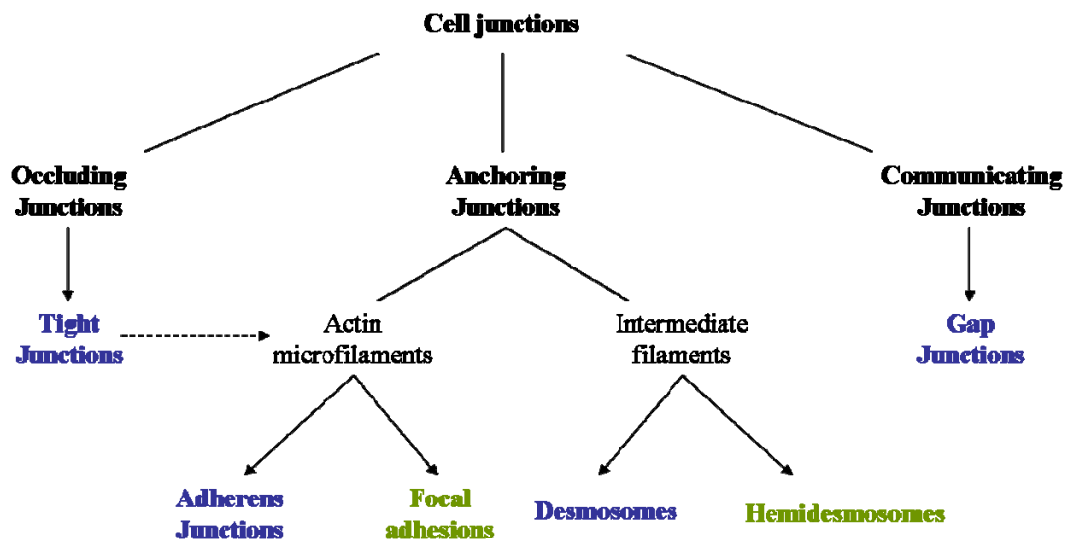 Cell junctions
Occluding
Junctions
Anchoring
Junctions
Communicating
Junctions
Tight
Junctions
Actin
microfilaments
Intermediate
filaments
Gap
Junctions
Adherens
Junctions
Focal
adhesions
Desmosomes
Hemidesmosomes